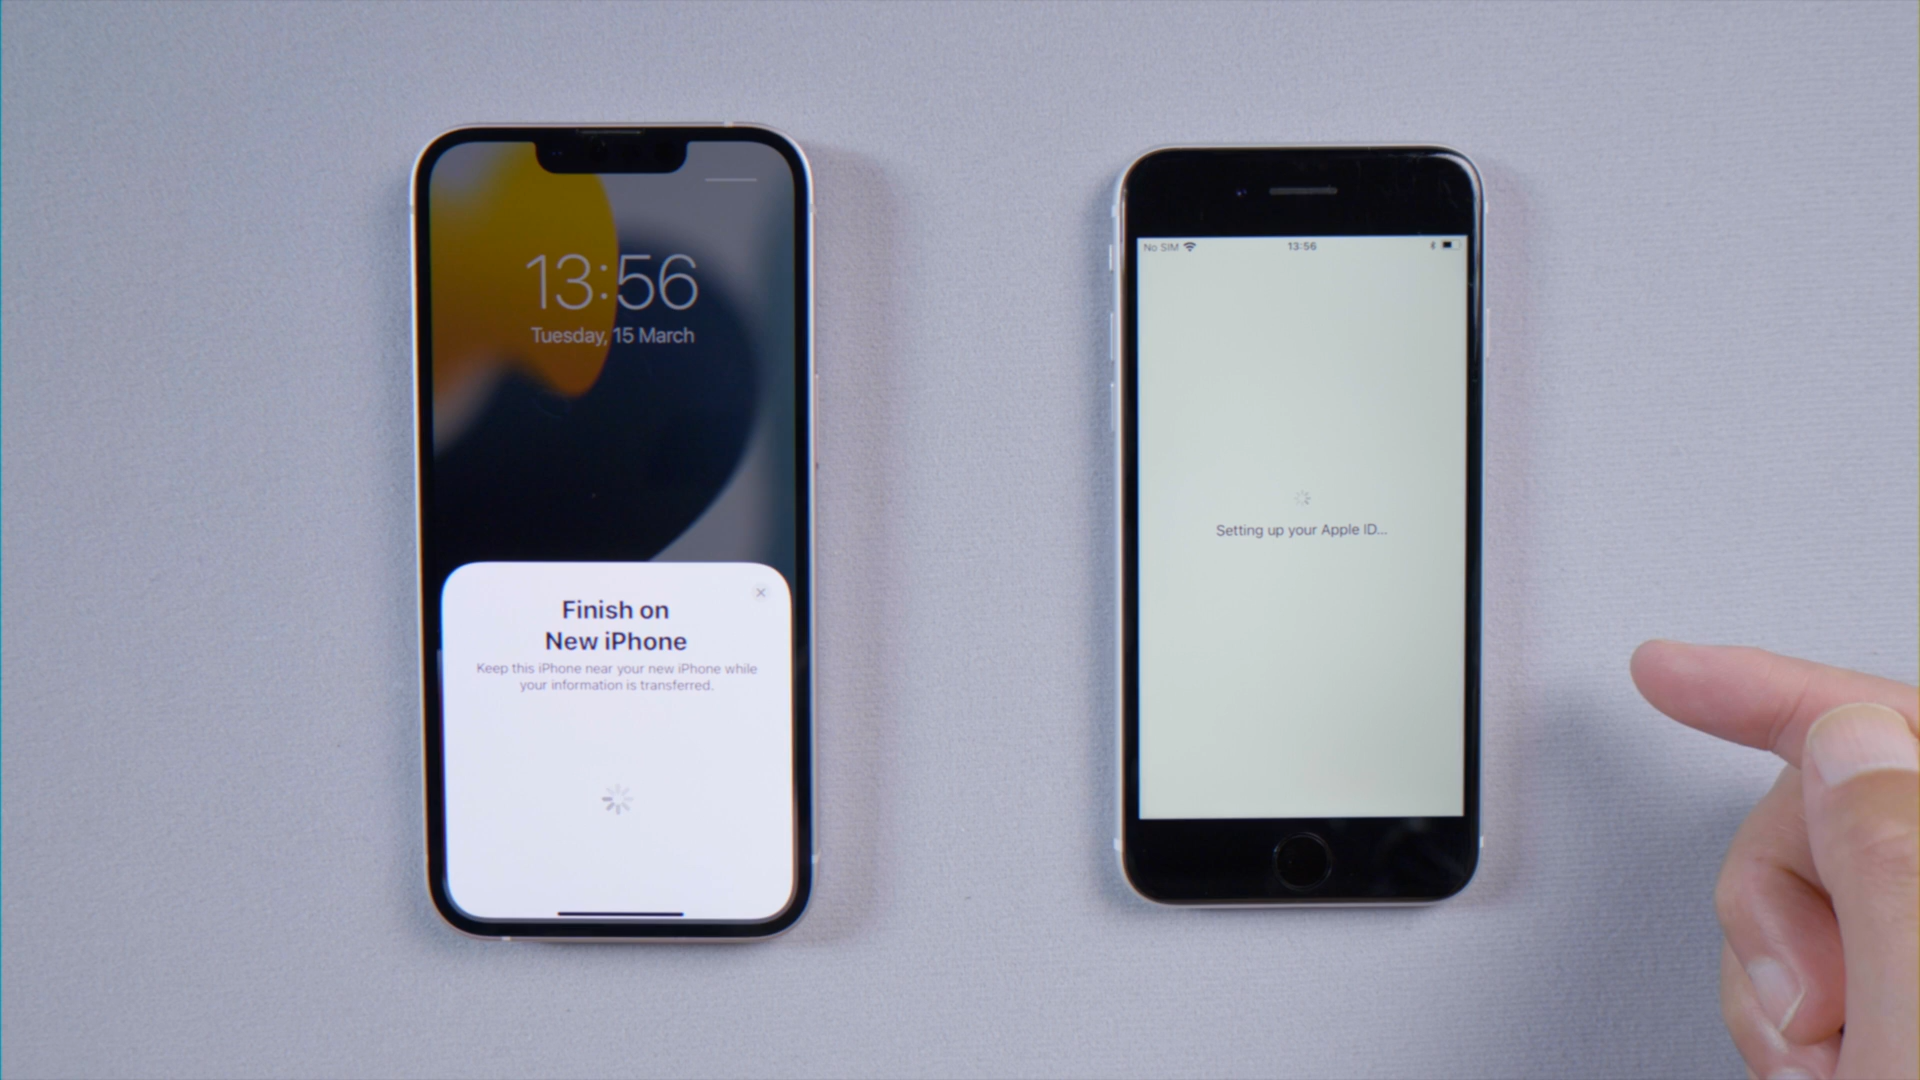 13:56
Tuesday, 15 March
Finish on
New iPhone
Keep this iPhone near your new iPhone while
your information is transferred.
No SIM 13:56
Setting up your Apple ID...